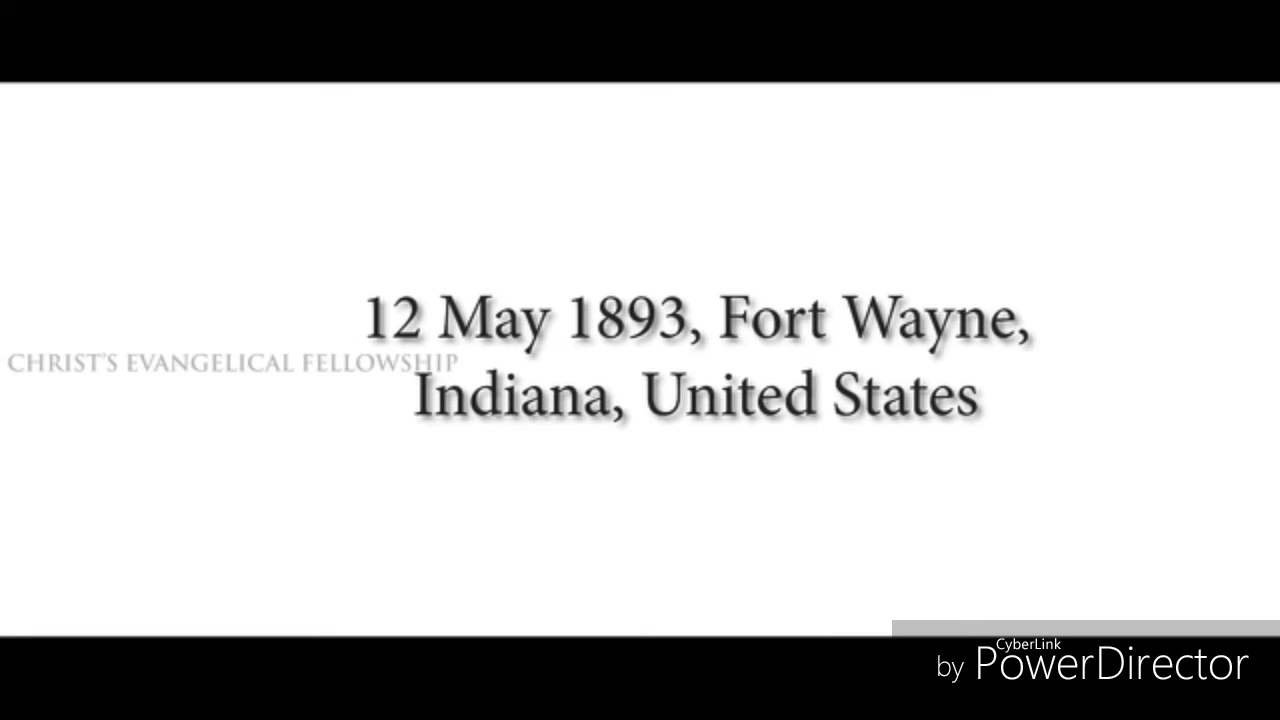 12 May 1893, Fort Wayne,
CHRIST'S EVANGELICAL FELLOWSHIP
Indiana, United States
CyberLink
by PowerDirector